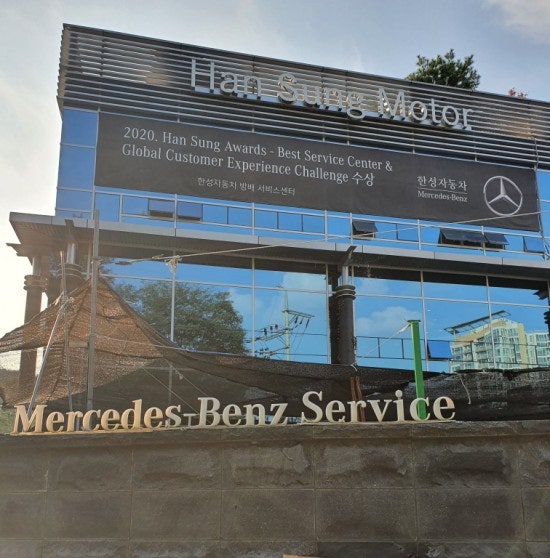 Han Sung Motor
2020. Han Sung Awards - Best Service Center &
Global Customer Experience Challenge 수상
한성자동차 방배 서비스센터
한성자동차
Mercedes-Benz
Mercedes-Benz Service